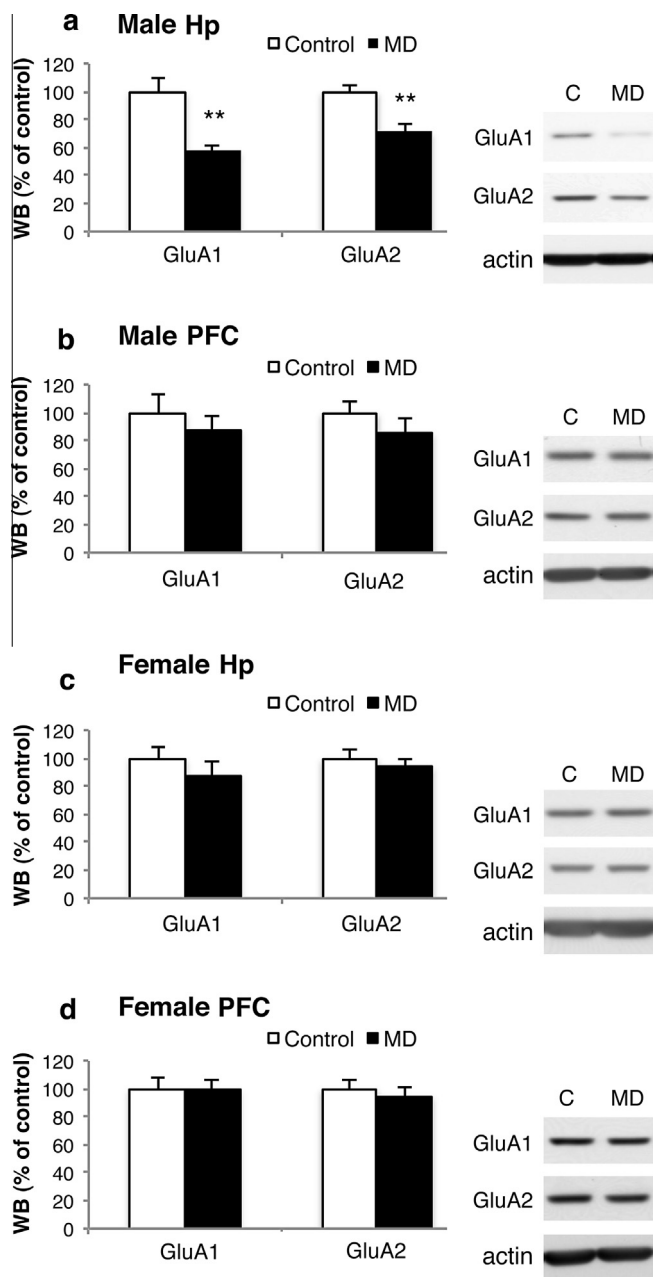 a Male Hp
Control MD
WB (% of control)
120
100
80
60
40
20
0
**
**
GluA1
GluA2
C MD
GluA1
GluA2
actin
b Male PFC
Control MD
WB (% of control)
120
100
80
60
40
20
0
GluA1
GluA2
C MD
GluA1
GluA2
actin
c Female Hp
Control MD
WB (% of control)
120
100
80
60
40
20
0
GluA1
GluA2
C MD
GluA1
GluA2
actin
d Female PFC
Control MD
WB (% of control)
120
100
80
60
40
20
0
GluA1
GluA2
C MD
GluA1
GluA2
actin